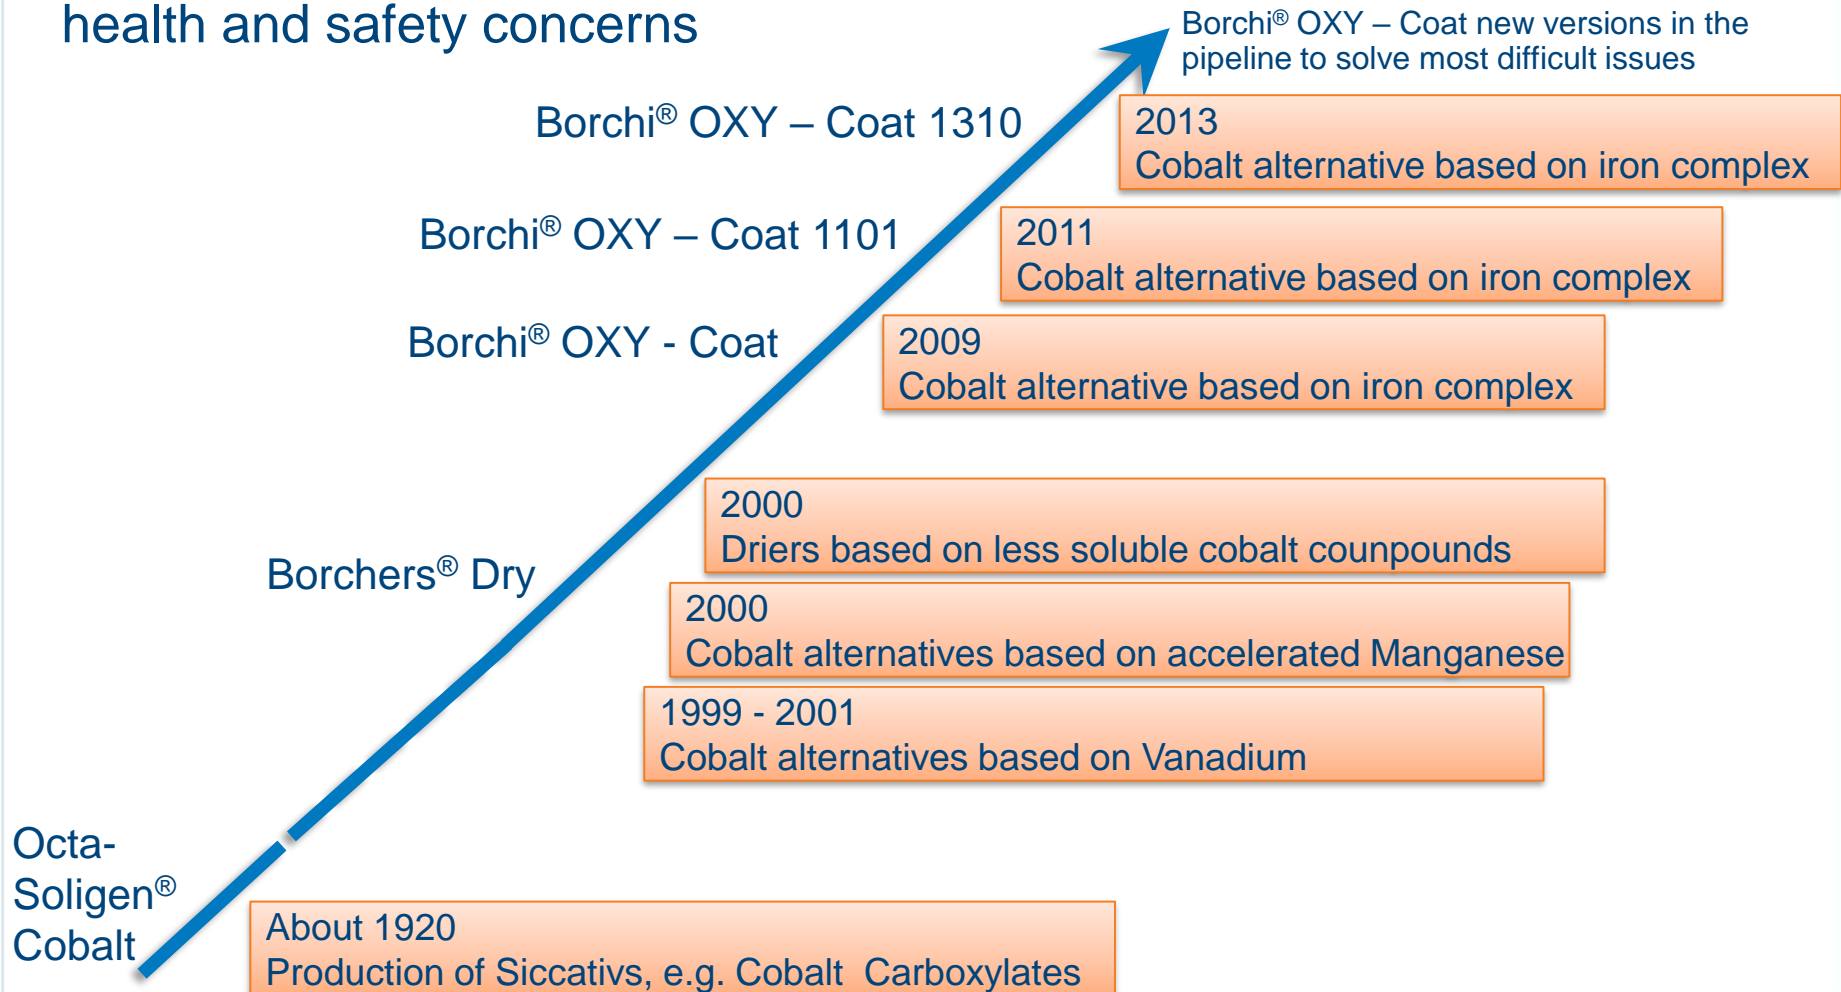 health and safety concerns
Borchi® OXY – Coat new versions in the
pipeline to solve most difficult issues
Borchi® OXY – Coat 1310
2013
Cobalt alternative based on iron complex
Borchi® OXY – Coat 1101
2011
Cobalt alternative based on iron complex
Borchi® OXY - Coat
2009
Cobalt alternative based on iron complex
2000
Driers based on less soluble cobalt counpounds
Borchers® Dry
2000
Cobalt alternatives based on accelerated Manganese
1999 - 2001
Cobalt alternatives based on Vanadium
Octa-
Soligen®
Cobalt
About 1920
Production of Siccativs, e.g. Cobalt Carboxylates